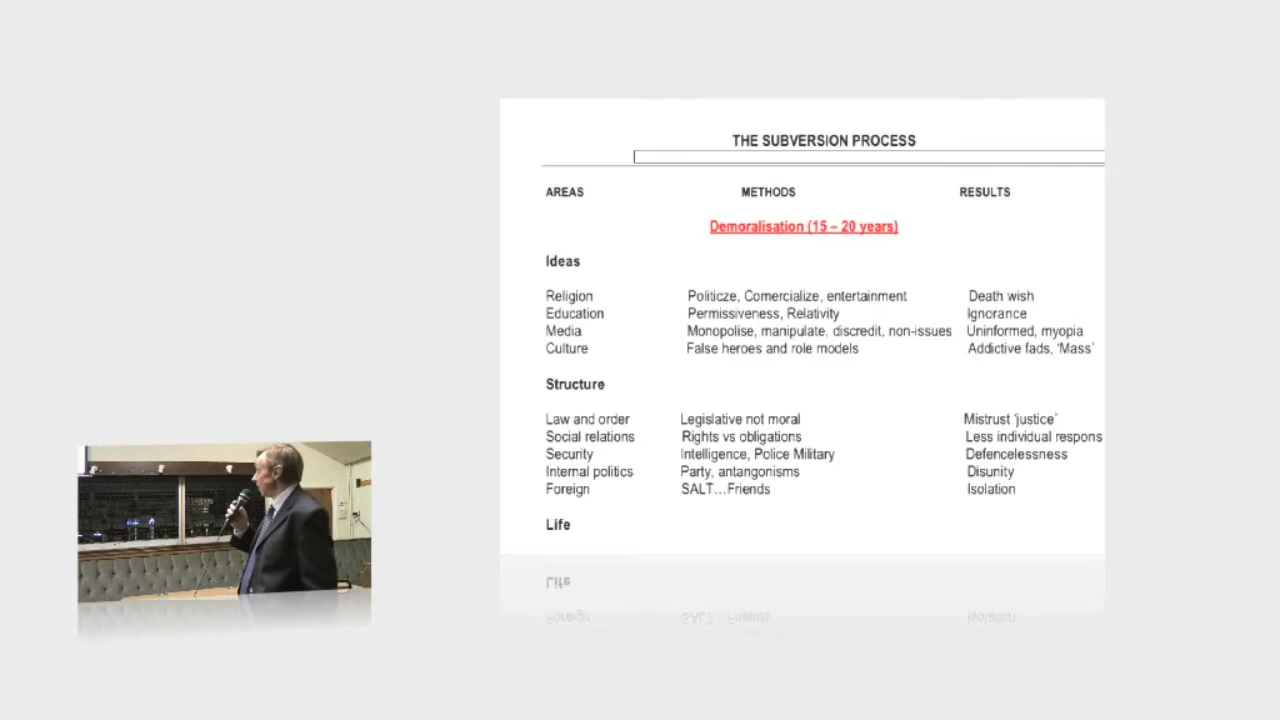 THE SUBVERSION PROCESS
AREAS METHODS RESULTS
Demoralisation (15 – 20 years)
Ideas
Religion Politicze, Comercialize, entertainment Death wish
Education Permissiveness, Relativity Ignorance
Media Monopolise, manipulate, discredit, non-issues Uninformed, myopia
Culture False heroes and role models Addictive fads, ‘Mass’
Structure
Law and order Legislative not moral Mistrust ‘justice’
Social relations Rights vs obligations Less individual respons
Security Intelligence, Police Military Defencelessness
Internal politics Party, antangonisms Disunity
Foreign SALT…Friends Isolation
Life